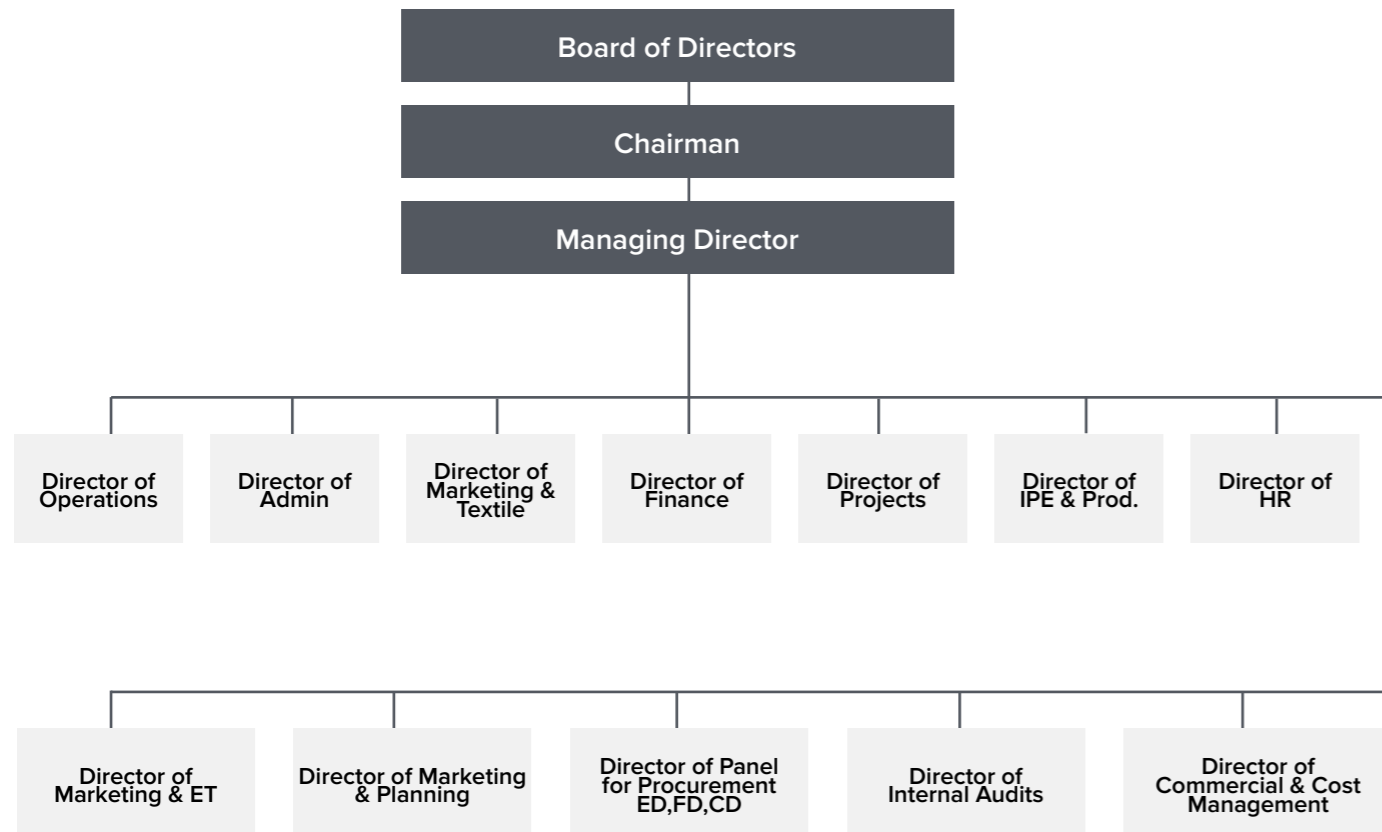 Board of Directors
Chairman
Managing Director
Director of
Operations
Director of
Admin
Director of
Marketing &
Textile
Director of
Finance
Director of
Projects
Director of
IPE & Prod.
Director of
HR
Director of
Marketing & ET
Director of Marketing
& Planning
Director of Panel
for Procurement
ED,FD,CD
Director of
Internal Audits
Director of
Commercial & Cost
Management